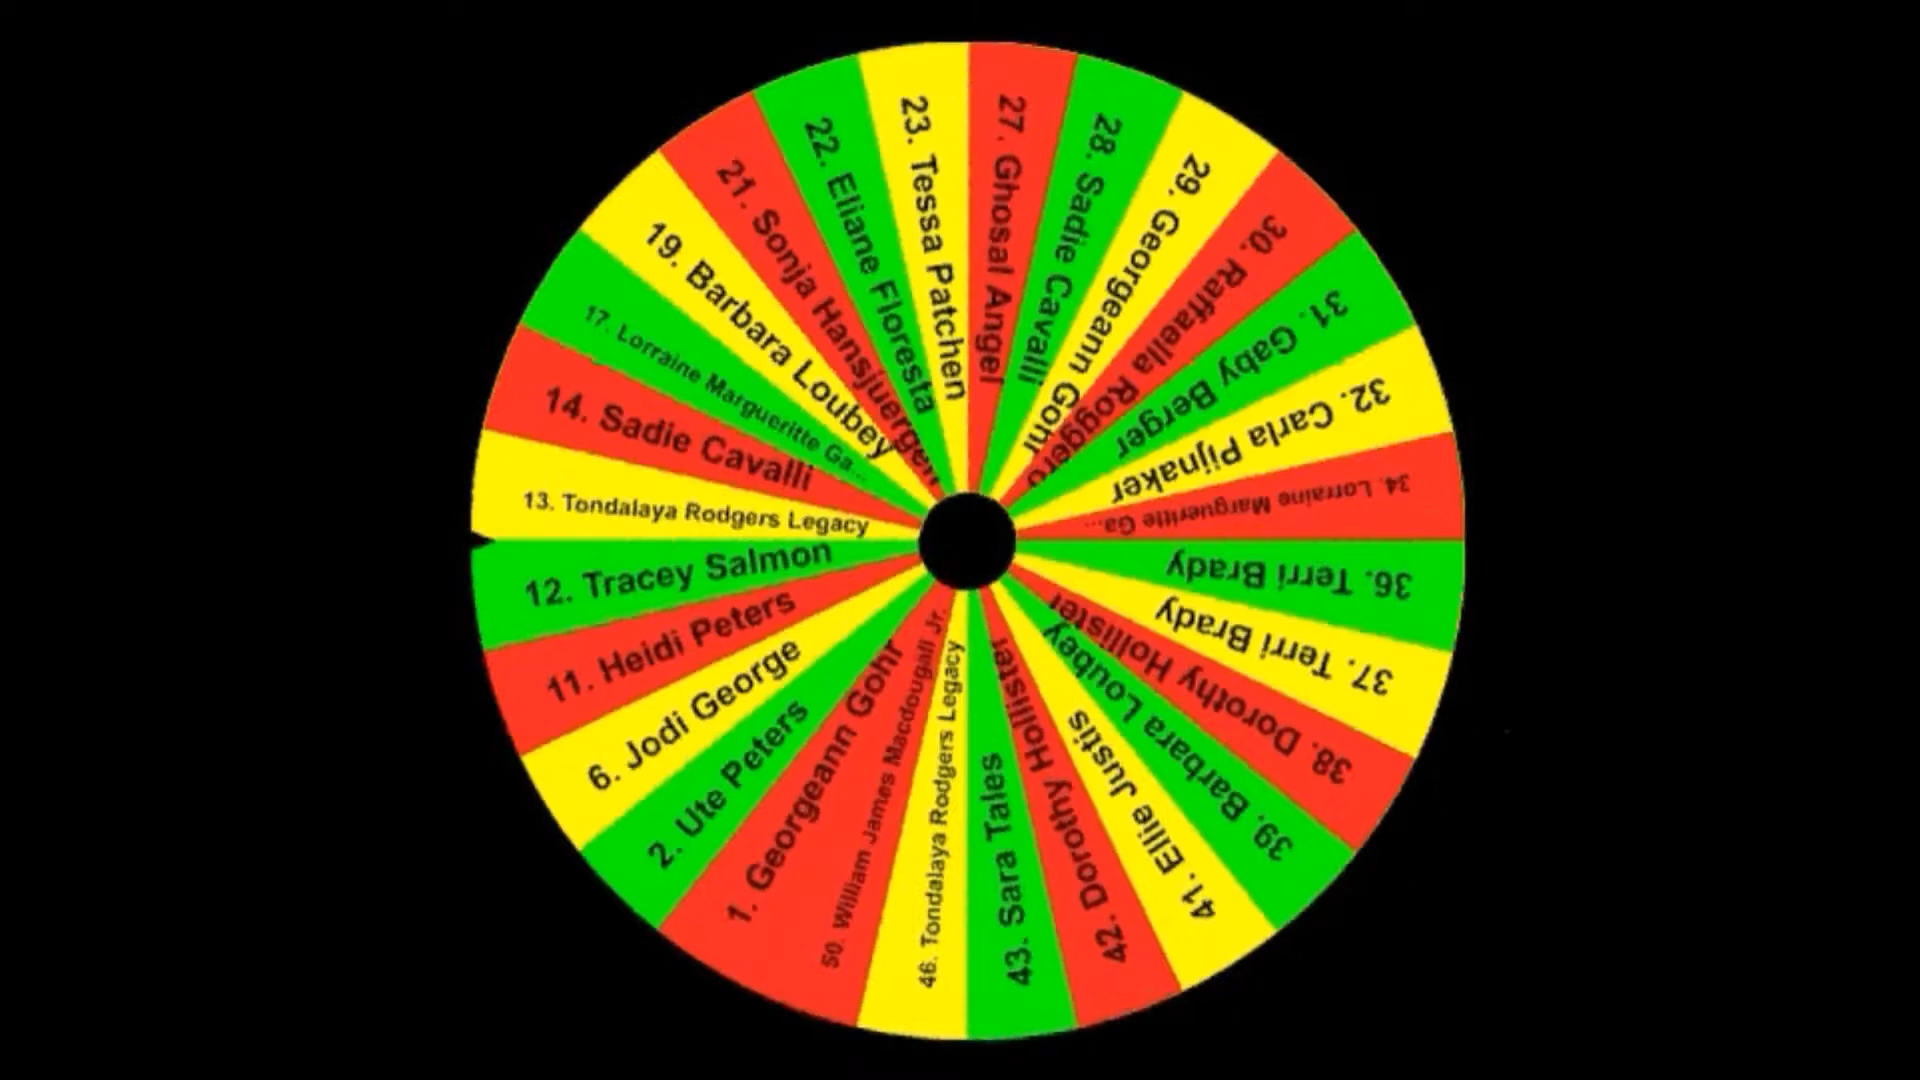 1. Georgeann Gohr
2. Ute Peters
6. Jodi George
11. Heidi Peters
12. Tracey Salmon
13. Tondalaya Rodgers Legacy
14. Sadie Cavalli
17. Lorraine Margueritte Ga...
19. Barbara Loubey
21. Sonja Hansjuergen
22. Eliane Floresta
23. Tessa Patchen
27. Ghosal Angel
28. Sadie Cavalli
29. Georgeann Gohr
30. Raffaella Roggero
31. Gaby Berger
32. Carla Pijnaker
34. Lorraine Margueritte Ga...
36. Terri Brady
37. Terri Brady
38. Dorothy Hollister
39. Barbara Loubey
41. Ellie Justis
42. Dorothy Hollister
43. Sara Tales
46. Tondalaya Rodgers Legacy
50. William James Macdougall Jr.